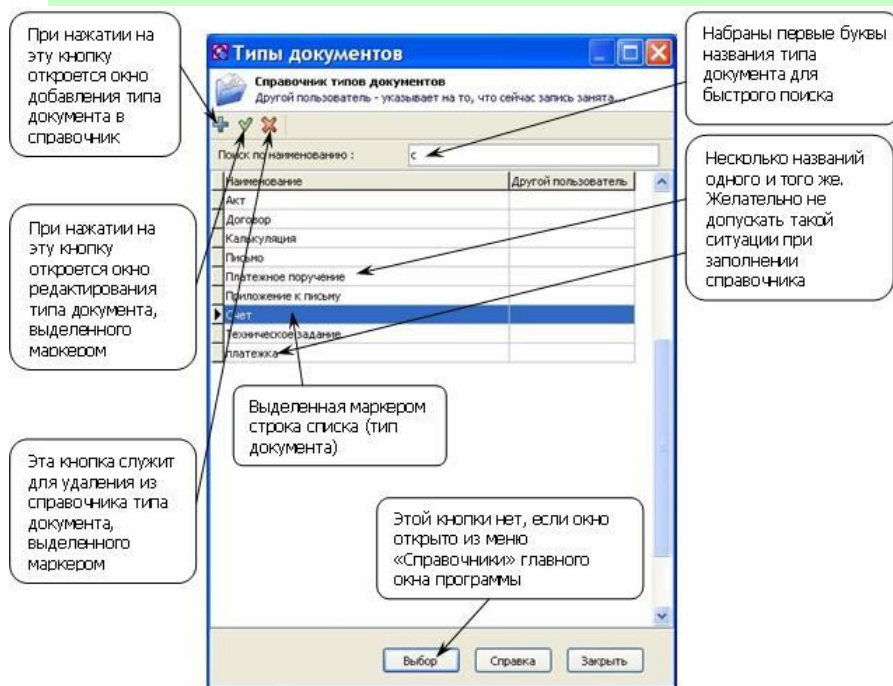 При нажатии на
эту кнопку
откроется окно
добавления типа
документа в
справочник
Набраны первые буквы
названия типа
документа для
быстрого поиска
Типы документов
Справочник типов документов
Другой пользователь - указывает на то, что сейчас запись занята...
Поиск по наименованию :
с
Наименование
Другой пользователь
Акт
Договор
Калькуляция
Письмо
Платежное поручение
Приложение к письму
Счет
Техническое задание
платежка
Несколько названий
одного и того же.
Желательно не
допускать такой
ситуации при
заполнении
справочника
При нажатии на
эту кнопку
откроется окно
редактирования
типа документа,
выделенного
маркером
Выделенная маркером
строка списка (тип
документа)
Эта кнопка служит
для удаления из
справочника типа
документа,
выделенного
маркером
Этой кнопки нет, если окно
открыто из меню
«Справочники» главного
окна программы
Выбор
Справка
Закрыть